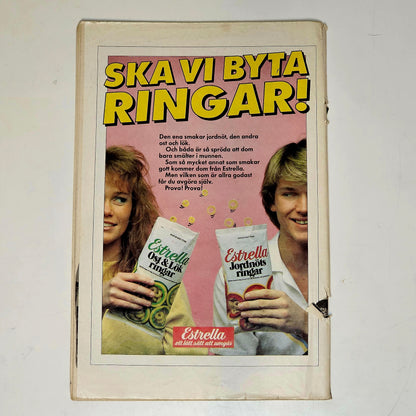 SKA VI BYTA
RINGAR!
Den ena smakar jordnöt, den andra
ost och lök.
Och båda är så spröda att dom
bara smälter i munnen.
Som så mycket annat som smakar
gott kommer dom från Estrella.
Men vilken som är allra godast
får du avgöra själv.
Prova! Prova!
Estrella
Ost & Lök
ringar
Estrella
Jordnöts
ringar
Estrella
ett lätt sätt att umgås